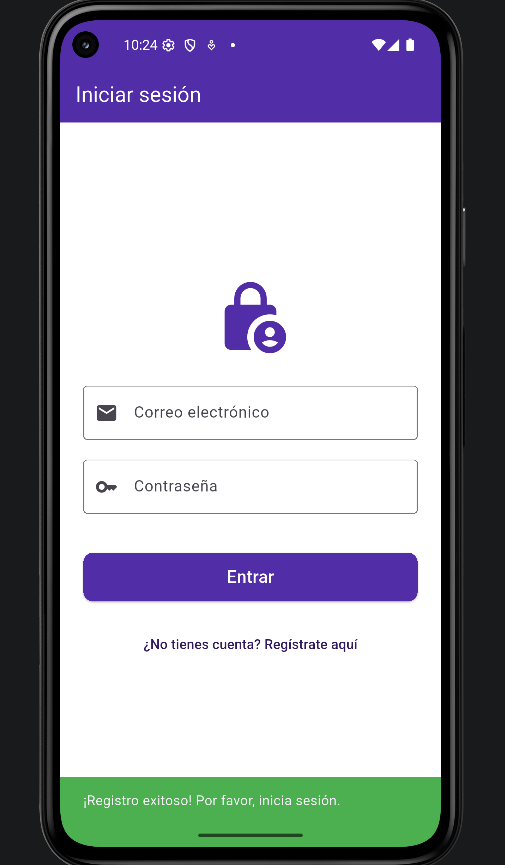 10:24
Iniciar sesión
Correo electrónico
Contraseña
Entrar
¿No tienes cuenta? Regístrate aquí
¡Registro exitoso! Por favor, inicia sesión.